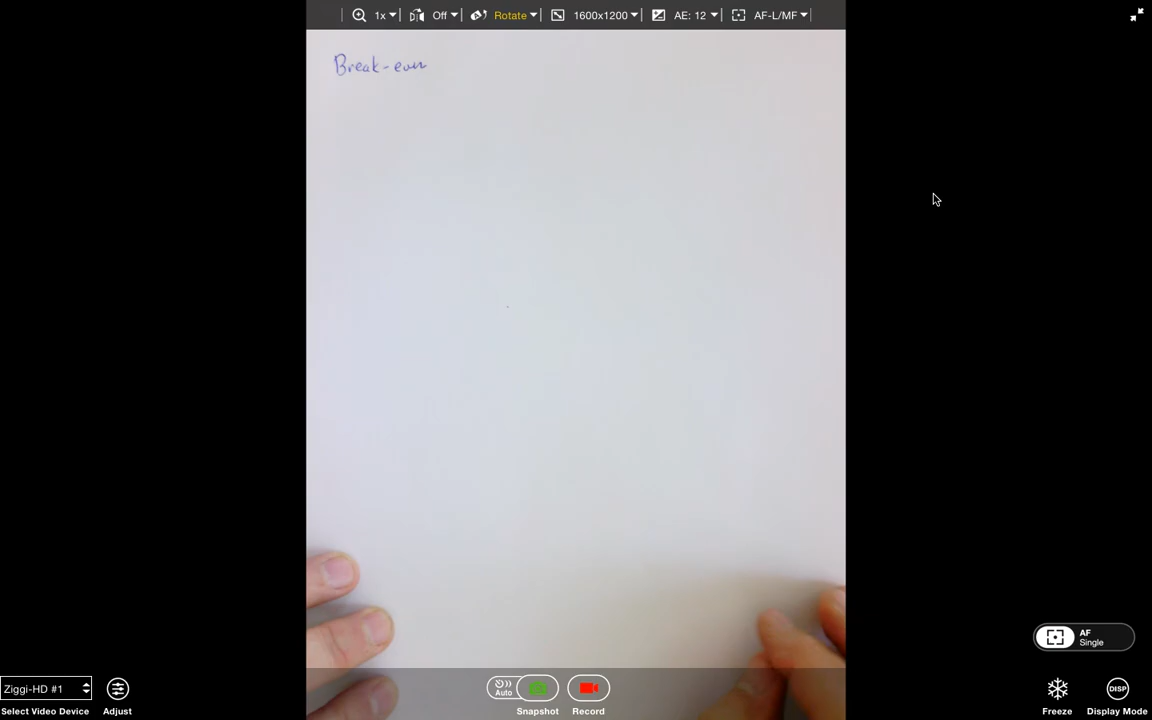 1x Off Rotate 1600x1200 AE: 12 AF-L/MF
Break-even
AF
Single
Ziggi-HD #1
Auto
Select Video Device Adjust Snapshot Record Freeze DISP Display Mode